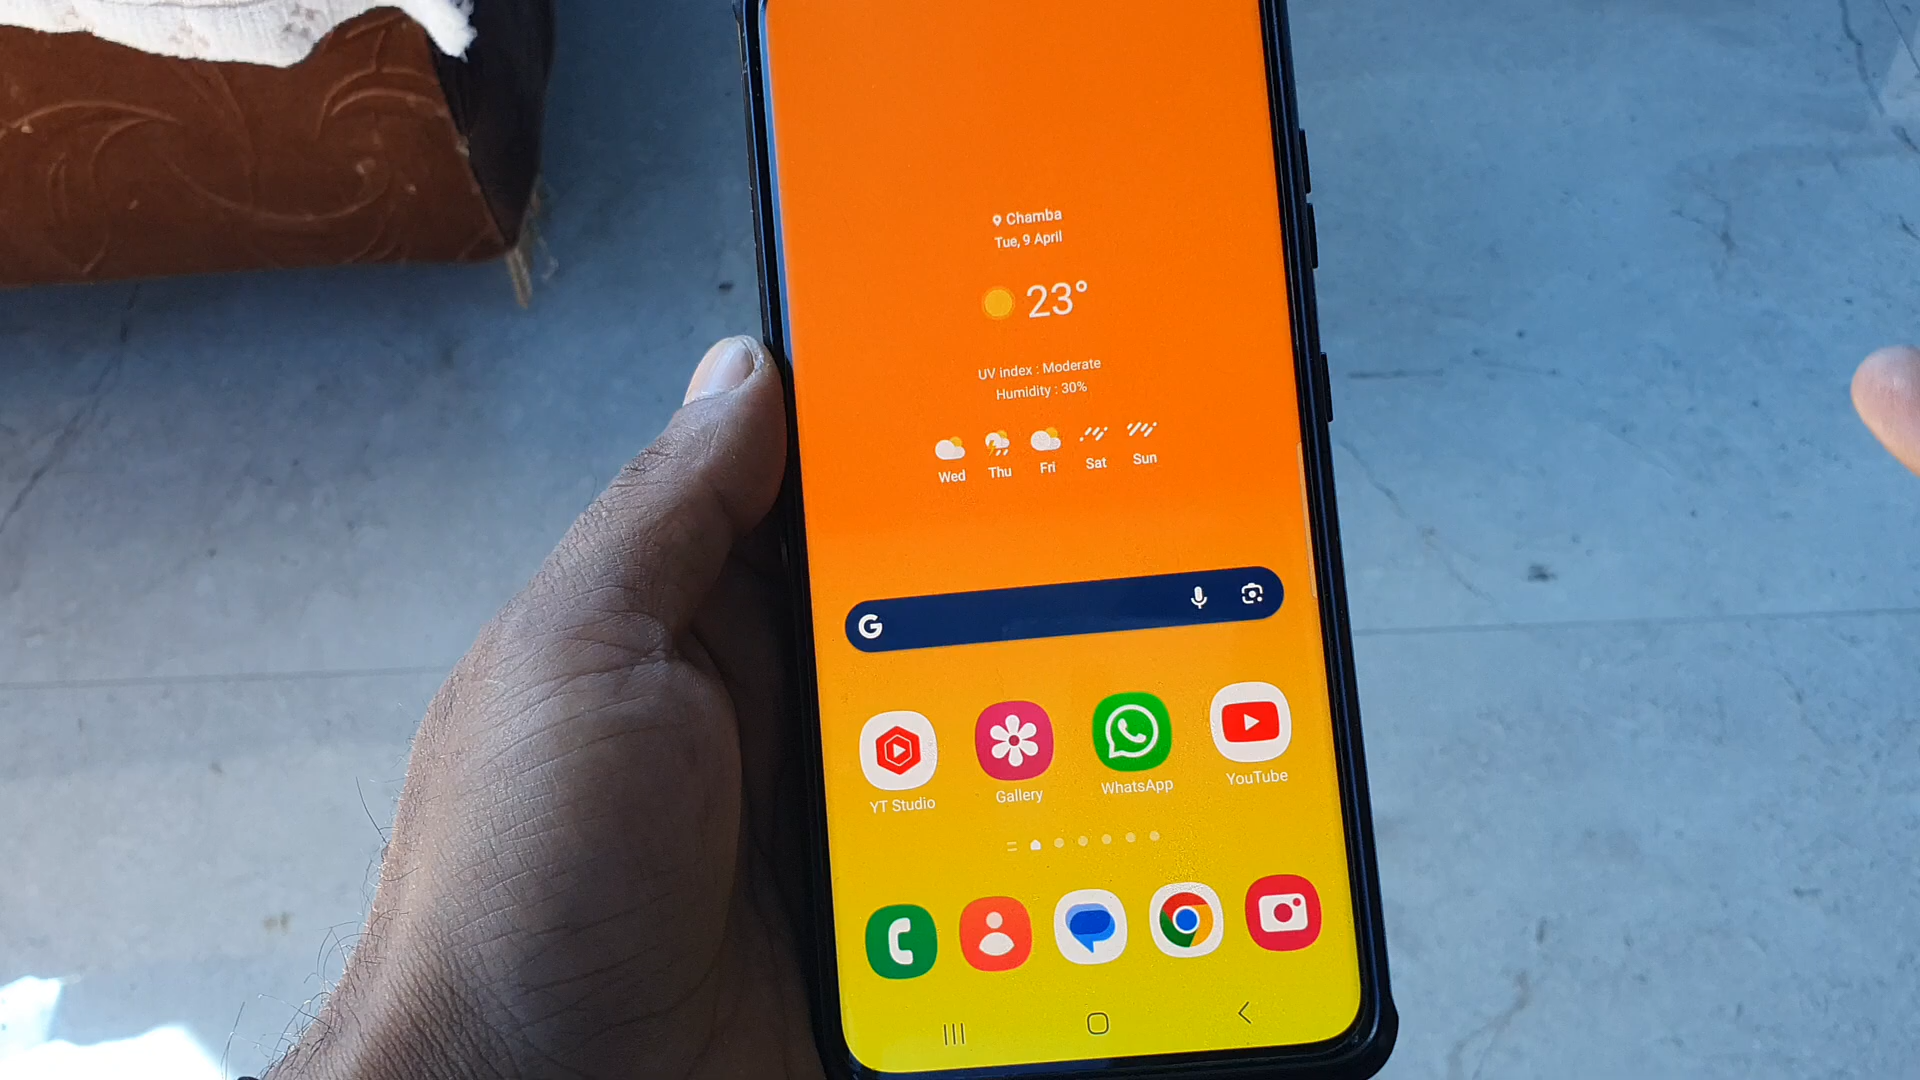 Chamba
Tue, 9 April
23°
UV index : Moderate
Humidity : 30%
Wed Thu Fri Sat Sun
G
YT Studio Gallery WhatsApp YouTube